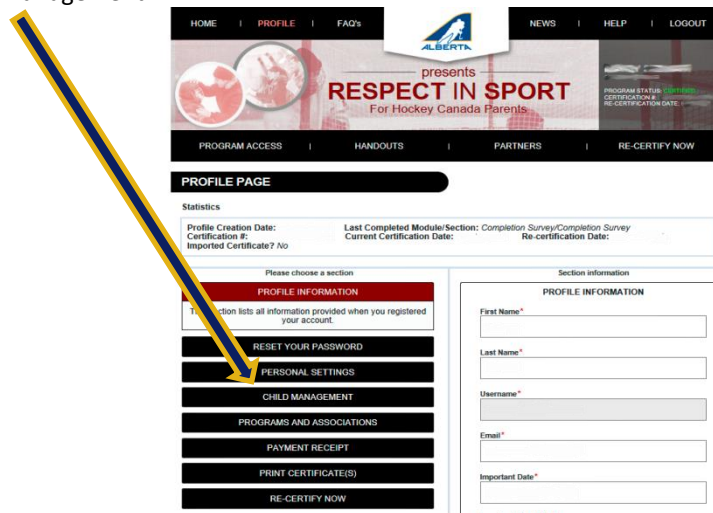 HOME | PROFILE | FAQ's NEWS | HELP | LOGOUT
ALBERTA
presents
RESPECT IN SPORT
For Hockey Canada Parents
PROGRAM STATUS: CERTIFIED
CERTIFICATION #:
RE-CERTIFICATION DATE:
PROGRAM ACCESS | HANDOUTS | PARTNERS | RE-CERTIFY NOW
PROFILE PAGE
Statistics
Profile Creation Date: Last Completed Module/Section: Completion Survey/Completion Survey
Certification #: Current Certification Date: Re-certification Date:
Imported Certificate? No
Please choose a section
PROFILE INFORMATION
section lists all information provided when you registered
your account.
RESET YOUR PASSWORD
PERSONAL SETTINGS
CHILD MANAGEMENT
PROGRAMS AND ASSOCIATIONS
PAYMENT RECEIPT
PRINT CERTIFICATE(S)
RE-CERTIFY NOW
Section information
PROFILE INFORMATION
First Name*
Last Name*
Username*
Email*
Important Date*